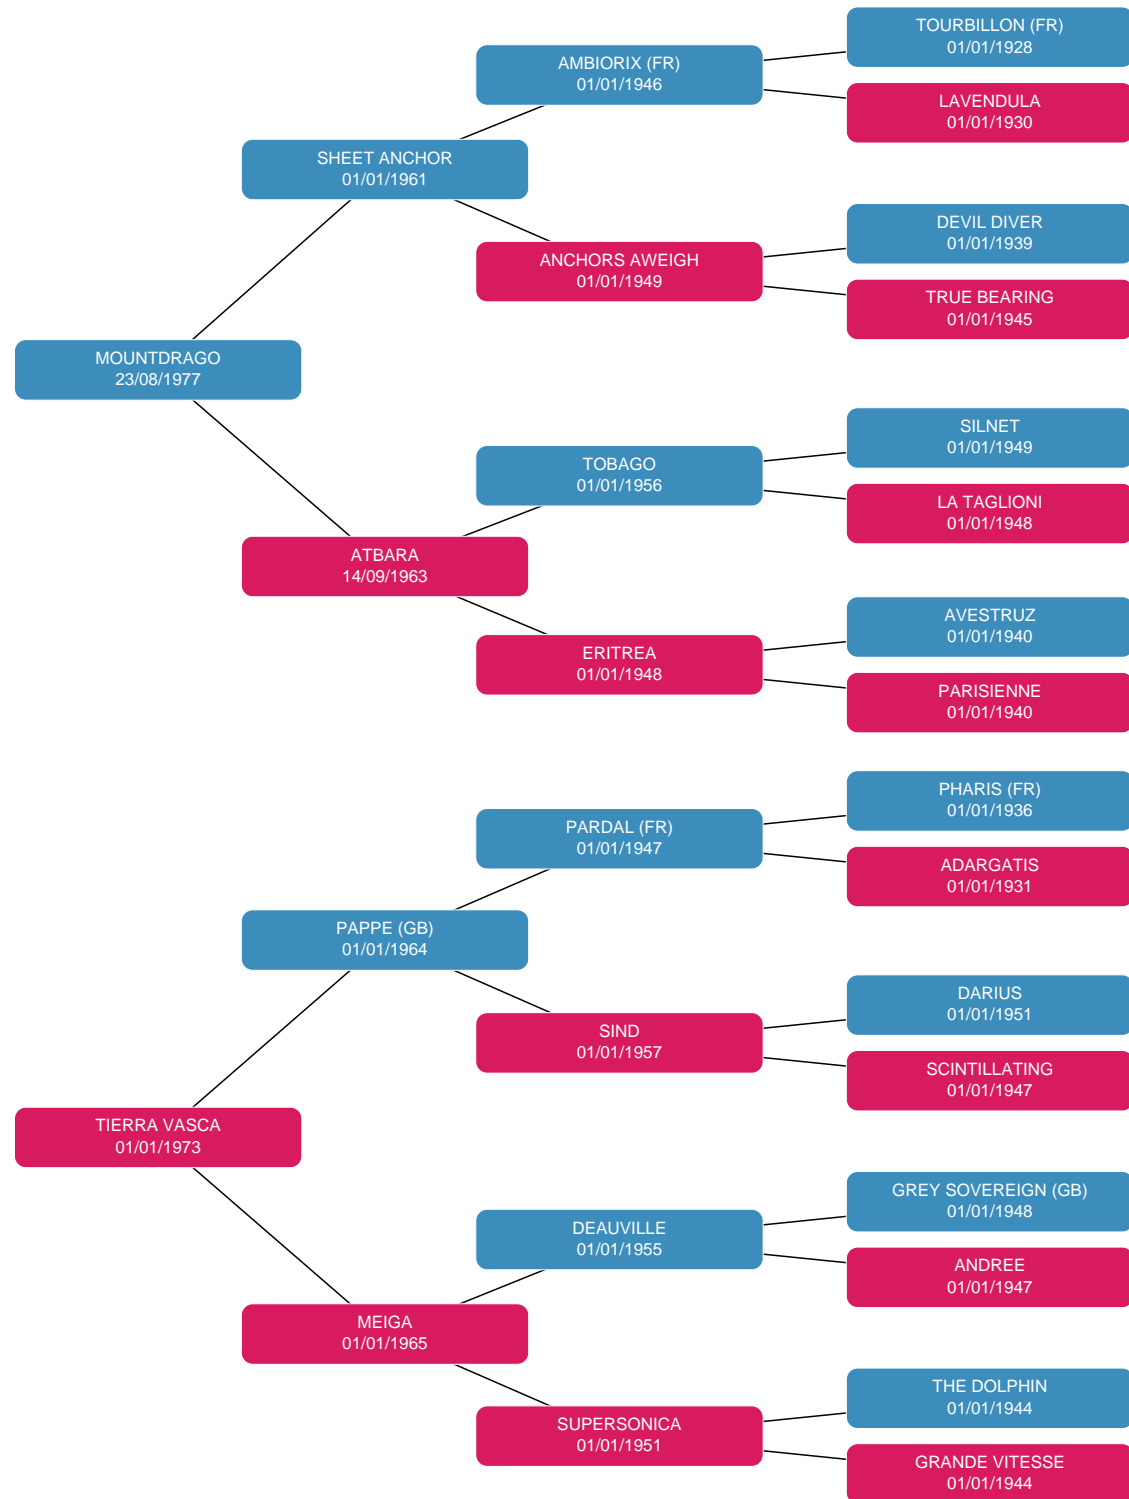 TOURBILLON (FR)
01/01/1928
AMBIORIX (FR)
01/01/1946
LAVENDULA
01/01/1930
SHEET ANCHOR
01/01/1961
DEVIL DIVER
01/01/1939
ANCHORS AWEIGH
01/01/1949
TRUE BEARING
01/01/1945
MOUNTDRAGO
23/08/1977
SILNET
01/01/1949
TOBAGO
01/01/1956
LA TAGLIONI
01/01/1948
ATBARA
14/09/1963
AVESTRUZ
01/01/1940
ERITREA
01/01/1948
PARISIENNE
01/01/1940
PHARIS (FR)
01/01/1936
PARDAL (FR)
01/01/1947
ADARGATIS
01/01/1931
PAPPE (GB)
01/01/1964
DARIUS
01/01/1951
SIND
01/01/1957
SCINTILLATING
01/01/1947
TIERRA VASCA
01/01/1973
GREY SOVEREIGN (GB)
01/01/1948
DEAUVILLE
01/01/1955
ANDREE
01/01/1947
MEIGA
01/01/1965
THE DOLPHIN
01/01/1944
SUPERSONICA
01/01/1951
GRANDE VITESSE
01/01/1944